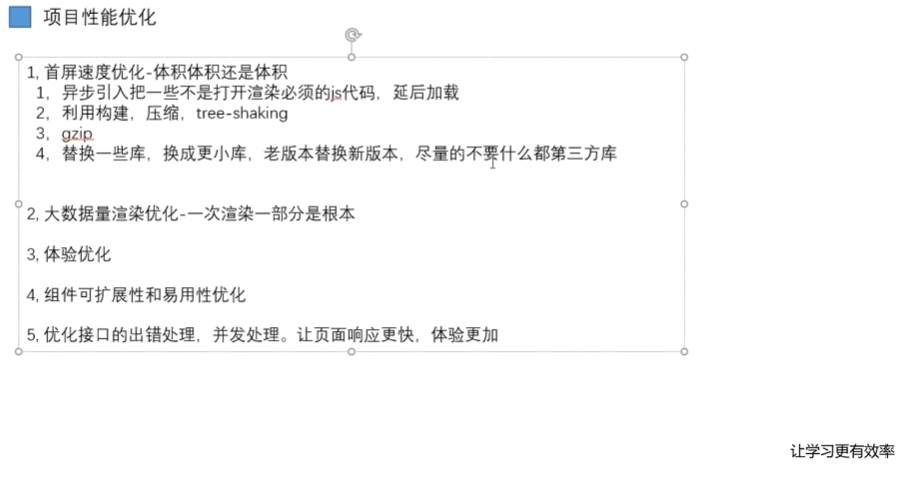 项目性能优化
1, 首屏速度优化-体积体积还是体积
1，异步引入把一些不是打开渲染必须的js代码，延后加载
2，利用构建，压缩，tree-shaking
3，gzip
4，替换一些库，换成更小库，老版本替换新版本，尽量的不要什么都第三方库
2, 大数据量渲染优化-一次渲染一部分是根本
3, 体验优化
4, 组件可扩展性和易用性优化
5, 优化接口的出错处理，并发处理。让页面响应更快，体验更加
让学习更有效率